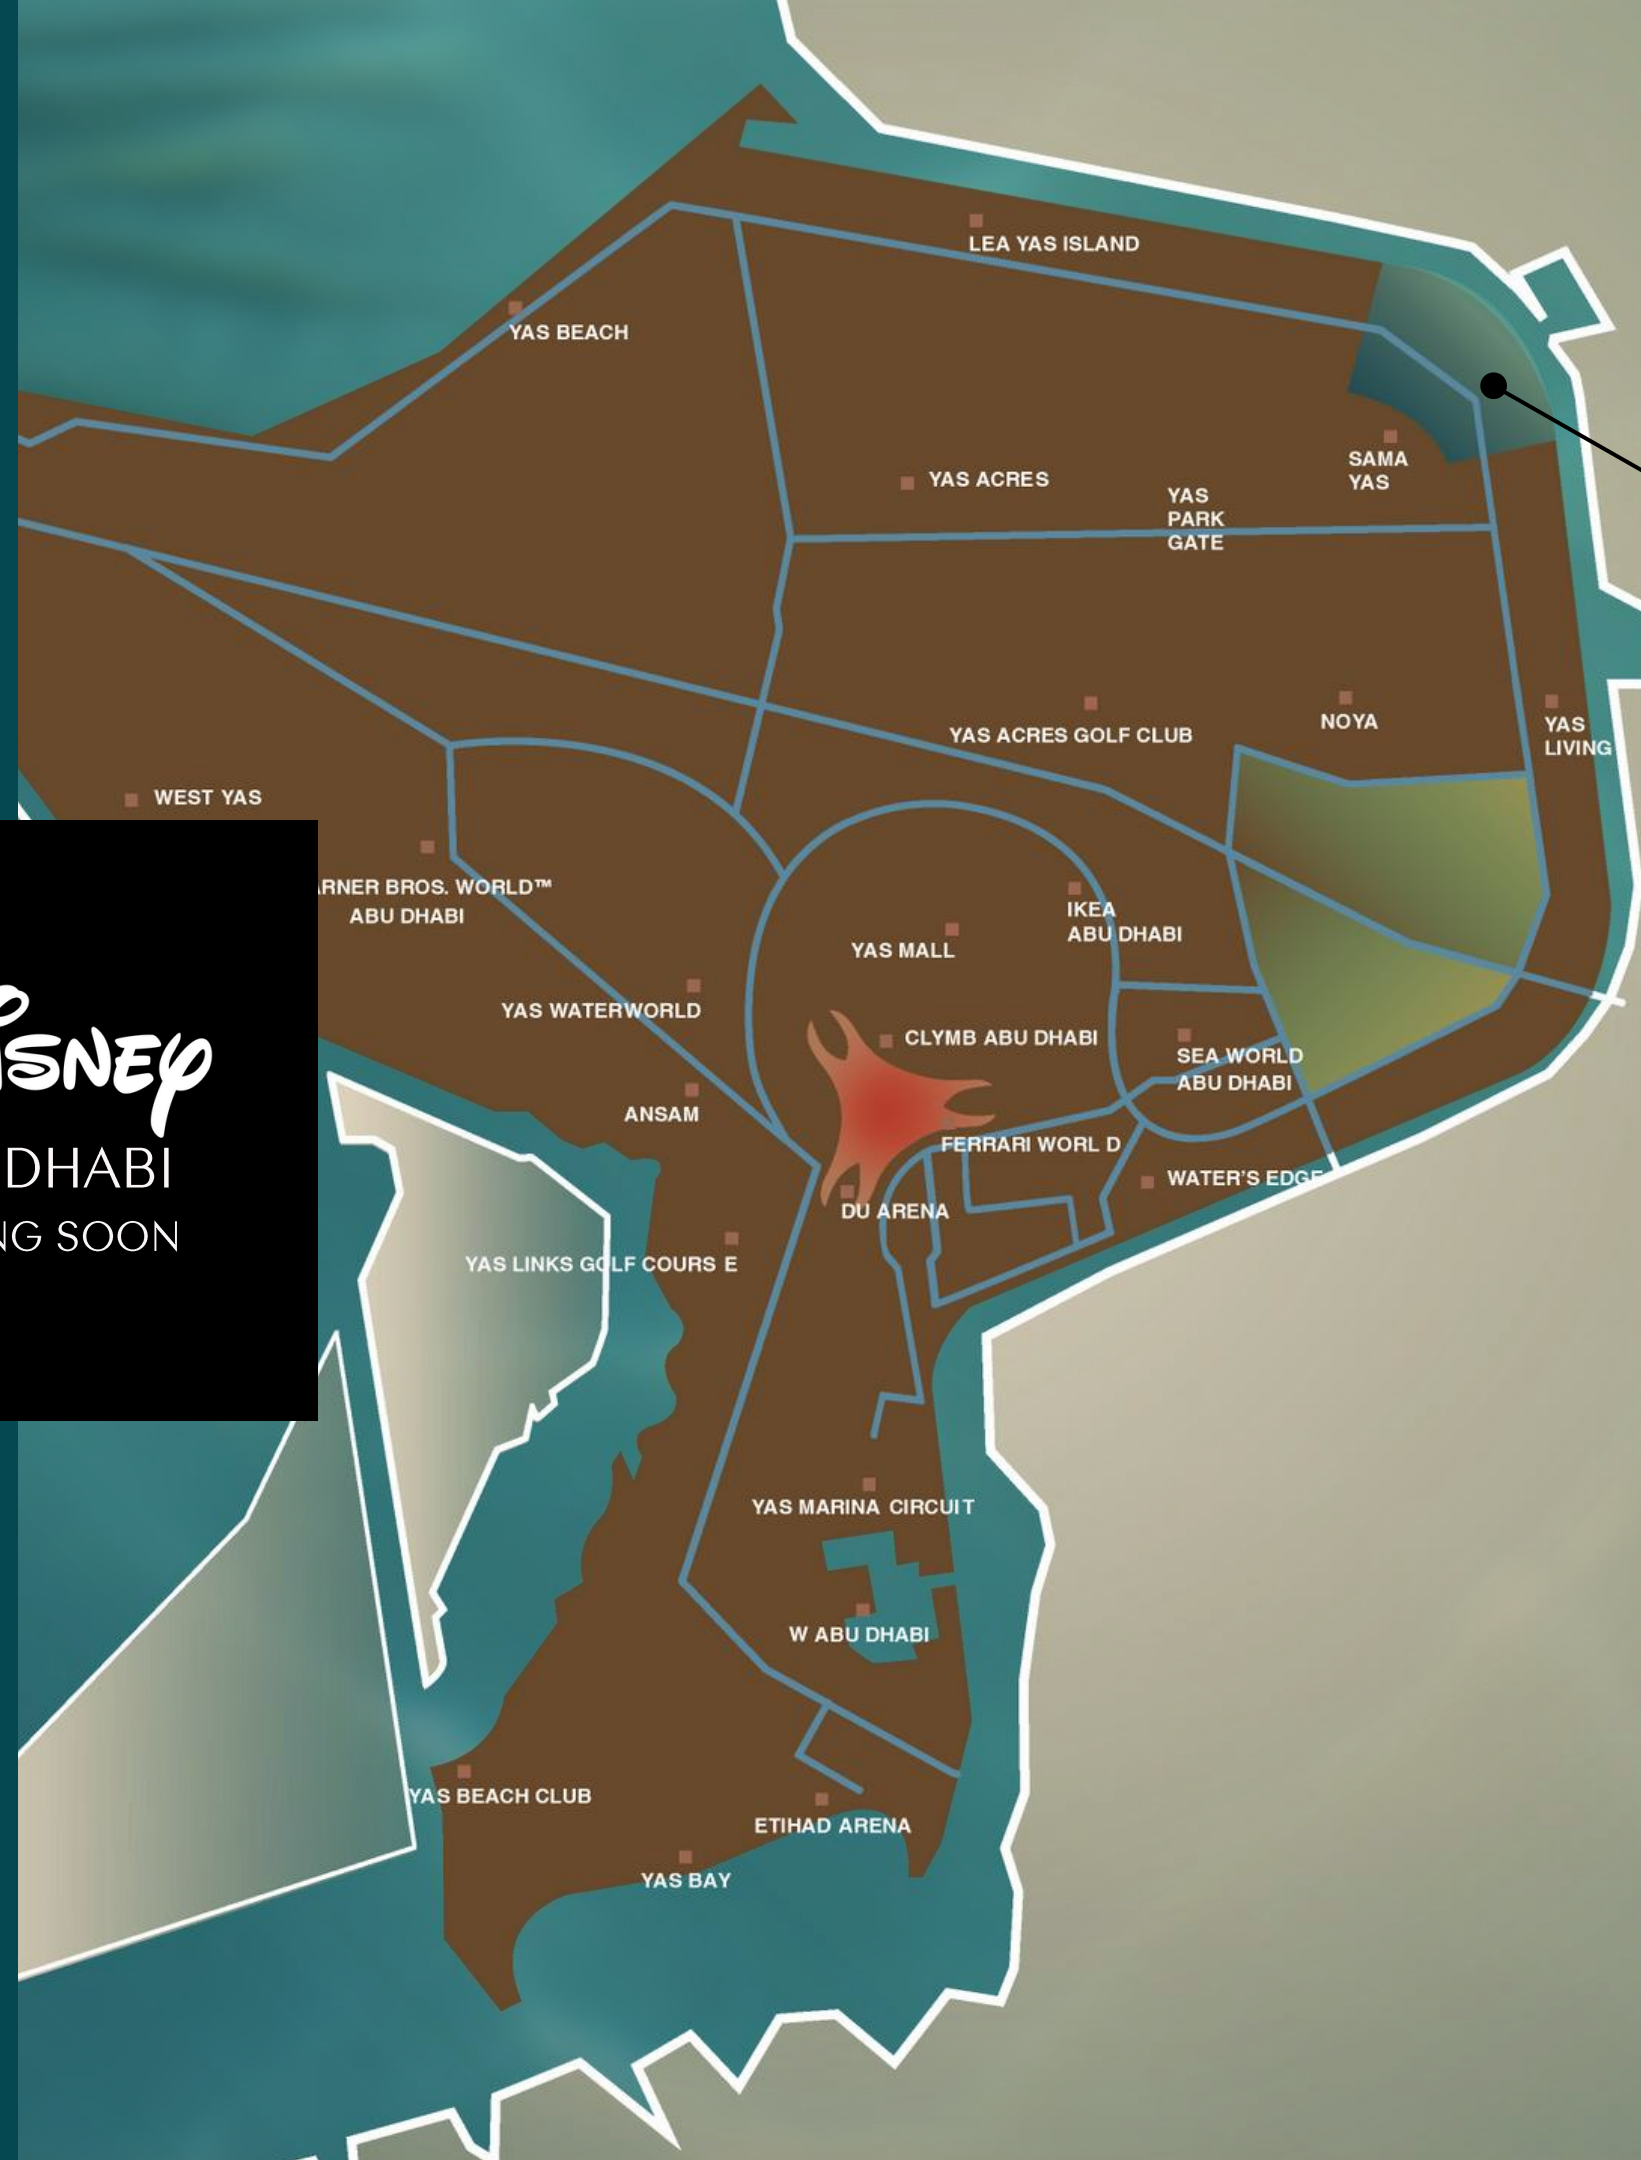 LEA YAS ISLAND
YAS BEACH
SAMA
YAS
YAS ACRES
YAS
PARK
GATE
YAS ACRES GOLF CLUB
NOYA
YAS
LIVING
WEST YAS
ARNER BROS. WORLD™
ABU DHABI
IKEA
ABU DHABI
YAS MALL
YAS WATERWORLD
CLYMB ABU DHABI
SEA WORLD
ABU DHABI
DISNEY
DHABI
NG SOON
ANSAM
FERRARI WORL D
WATER'S EDGE
DU ARENA
YAS LINKS GOLF COURS E
YAS MARINA CIRCUIT
W ABU DHABI
YAS BEACH CLUB
ETIHAD ARENA
YAS BAY